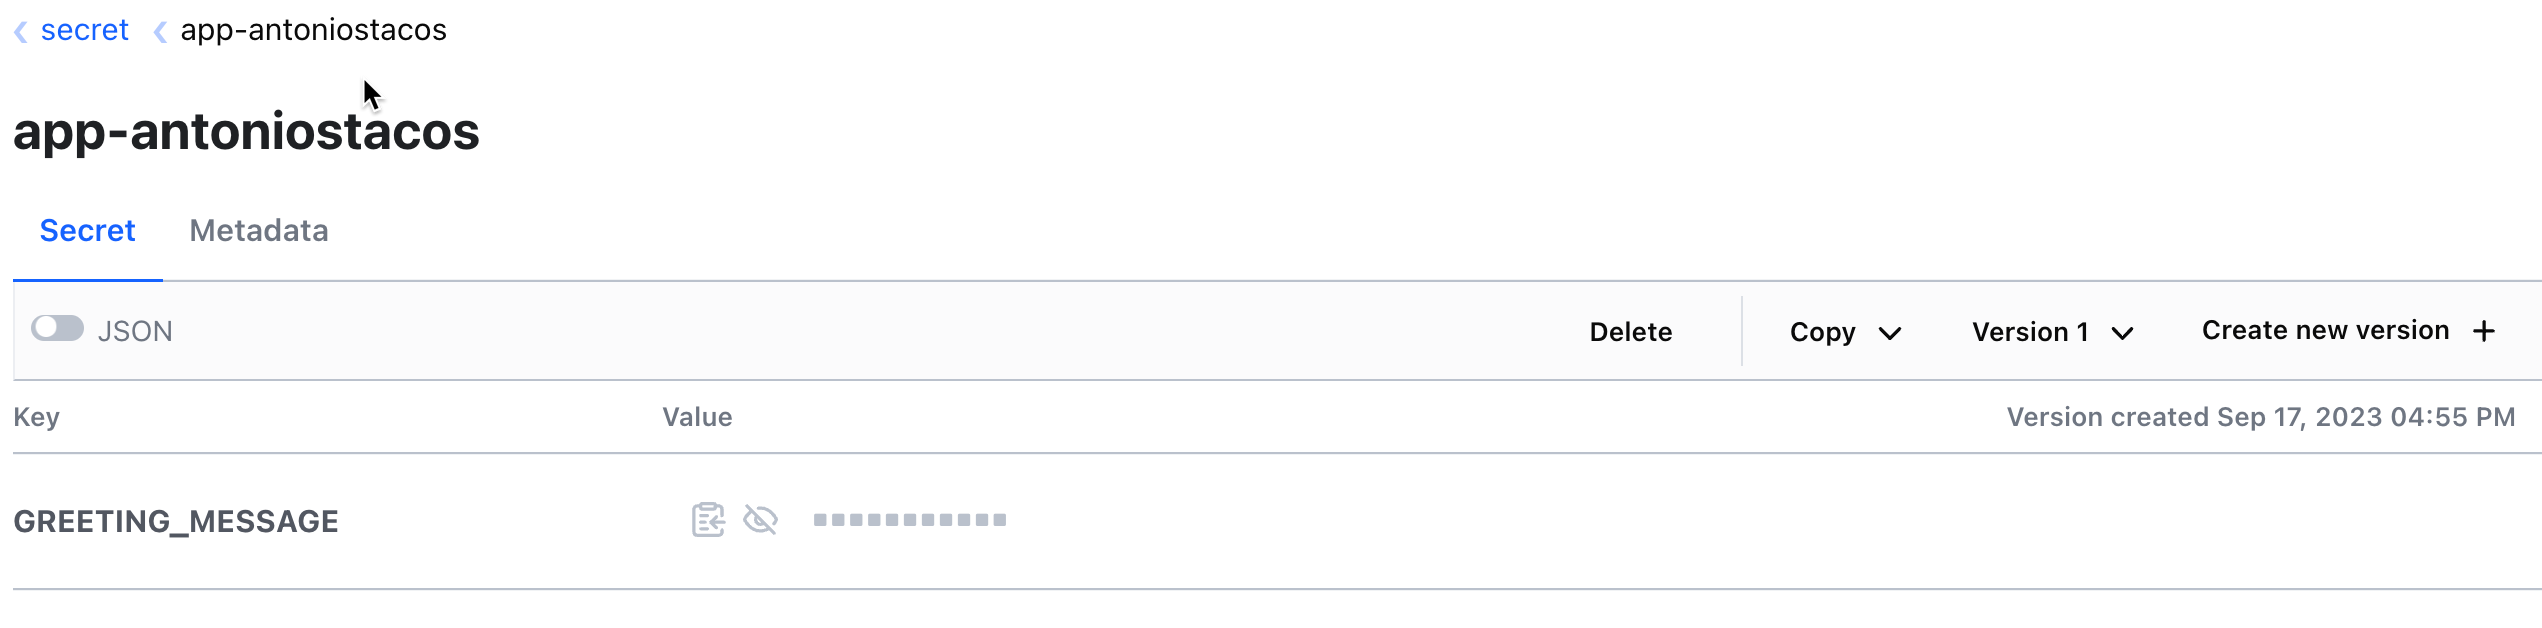 secret app-antoniostacos
app-antoniostacos
Secret Metadata
JSON Delete Copy Version 1 Create new version +
Key Value Version created Sep 17, 2023 04:55 PM
GREETING_MESSAGE